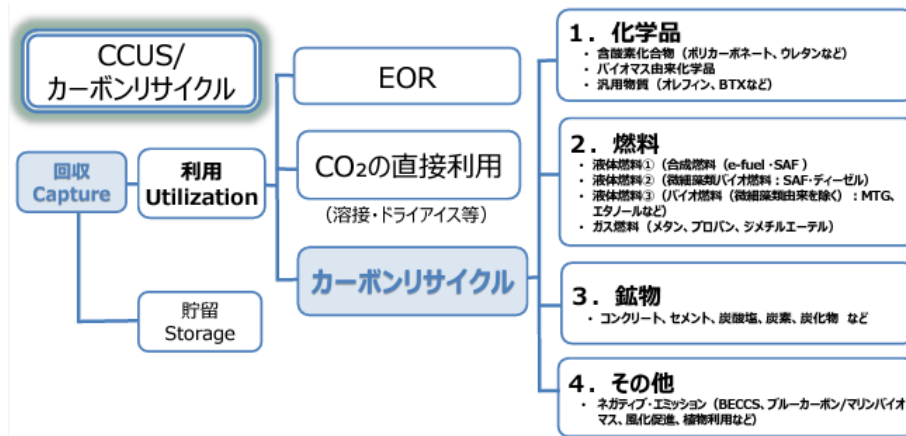 CCUS/
カーボンリサイクル
回収
Capture
利用
Utilization
貯留
Storage
EOR
CO₂の直接利用
(溶接・ドライアイス等)
カーボンリサイクル
1. 化学品
・ 含酸素化合物（ポリカーボネート、ウレタンなど）
・ バイオマス由来化学品
・ 汎用物質（オレフィン、BTXなど）
2. 燃料
・ 液体燃料①（合成燃料（e-fuel・SAF ）
・ 液体燃料②（微細藻類バイオ燃料：SAF・ディーゼル）
・ 液体燃料③（バイオ燃料（微細藻類由来を除く）：MTG、
エタノールなど）
・ ガス燃料（メタン、プロパン、ジメチルエーテル）
3. 鉱物
・ コンクリート、セメント、炭酸塩、炭素、炭化物 など
4. その他
・ ネガティブ・エミッション（BECCS、ブルーカーボン/マリンバイオ
マス、風化促進、植物利用など）